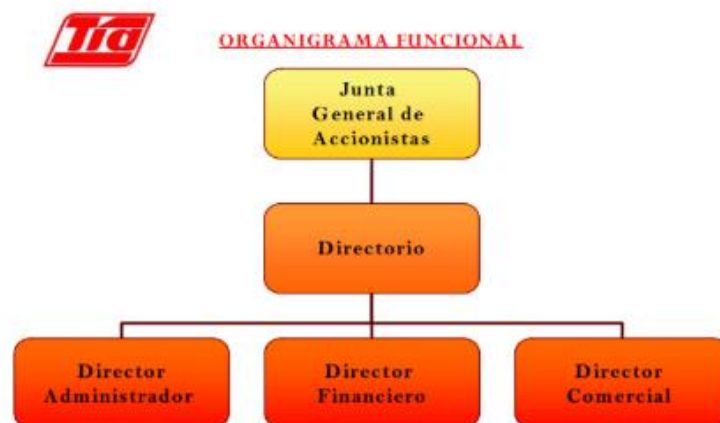 Tía
ORGANIGRAMA FUNCIONAL
Junta
General de
Accionistas
Directorio
Director
Administrador
Director
Financiero
Director
Comercial